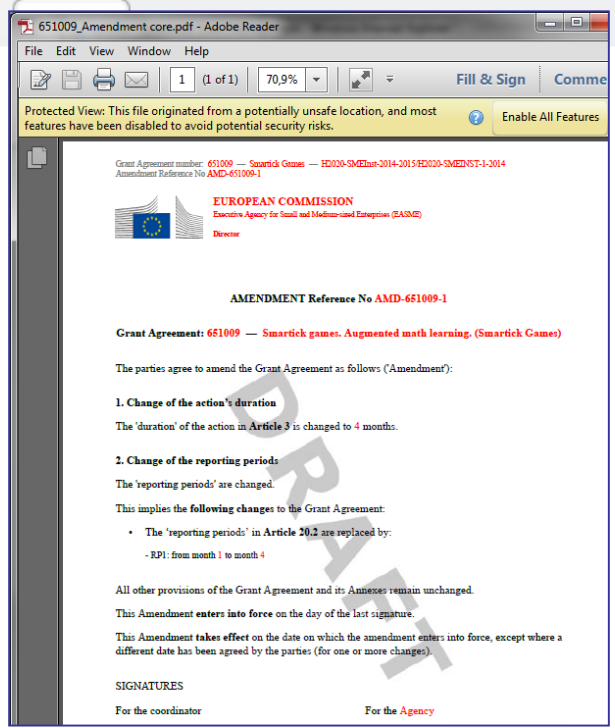 651009_Amendment core.pdf - Adobe Reader
File Edit View Window Help
1 (1 of 1) 70,9% Fill & Sign Comme
Protected View: This file originated from a potentially unsafe location, and most
features have been disabled to avoid potential security risks.
Enable All Features
Grant Agreement number: 651009 — Smartick Games — H2020-SMEInst-2014-2015/H2020-SMEINST-1-2014
Amendment Reference No AMD-651009-1
EUROPEAN COMMISSION
Executive Agency for Small and Medium-sized Enterprises (EASME)
Director
AMENDMENT Reference No AMD-651009-1
Grant Agreement: 651009 — Smartick games. Augmented math learning. (Smartick Games)
The parties agree to amend the Grant Agreement as follows ('Amendment'):
1. Change of the action's duration
The 'duration' of the action in Article 3 is changed to 4 months.
2. Change of the reporting periods
The 'reporting periods' are changed.
This implies the following changes to the Grant Agreement:
• The 'reporting periods' in Article 20.2 are replaced by:
- RP1: from month 1 to month 4
All other provisions of the Grant Agreement and its Annexes remain unchanged.
This Amendment enters into force on the day of the last signature.
This Amendment takes effect on the date on which the amendment enters into force, except where a
different date has been agreed by the parties (for one or more changes).
SIGNATURES
For the coordinator For the Agency
DRAFT